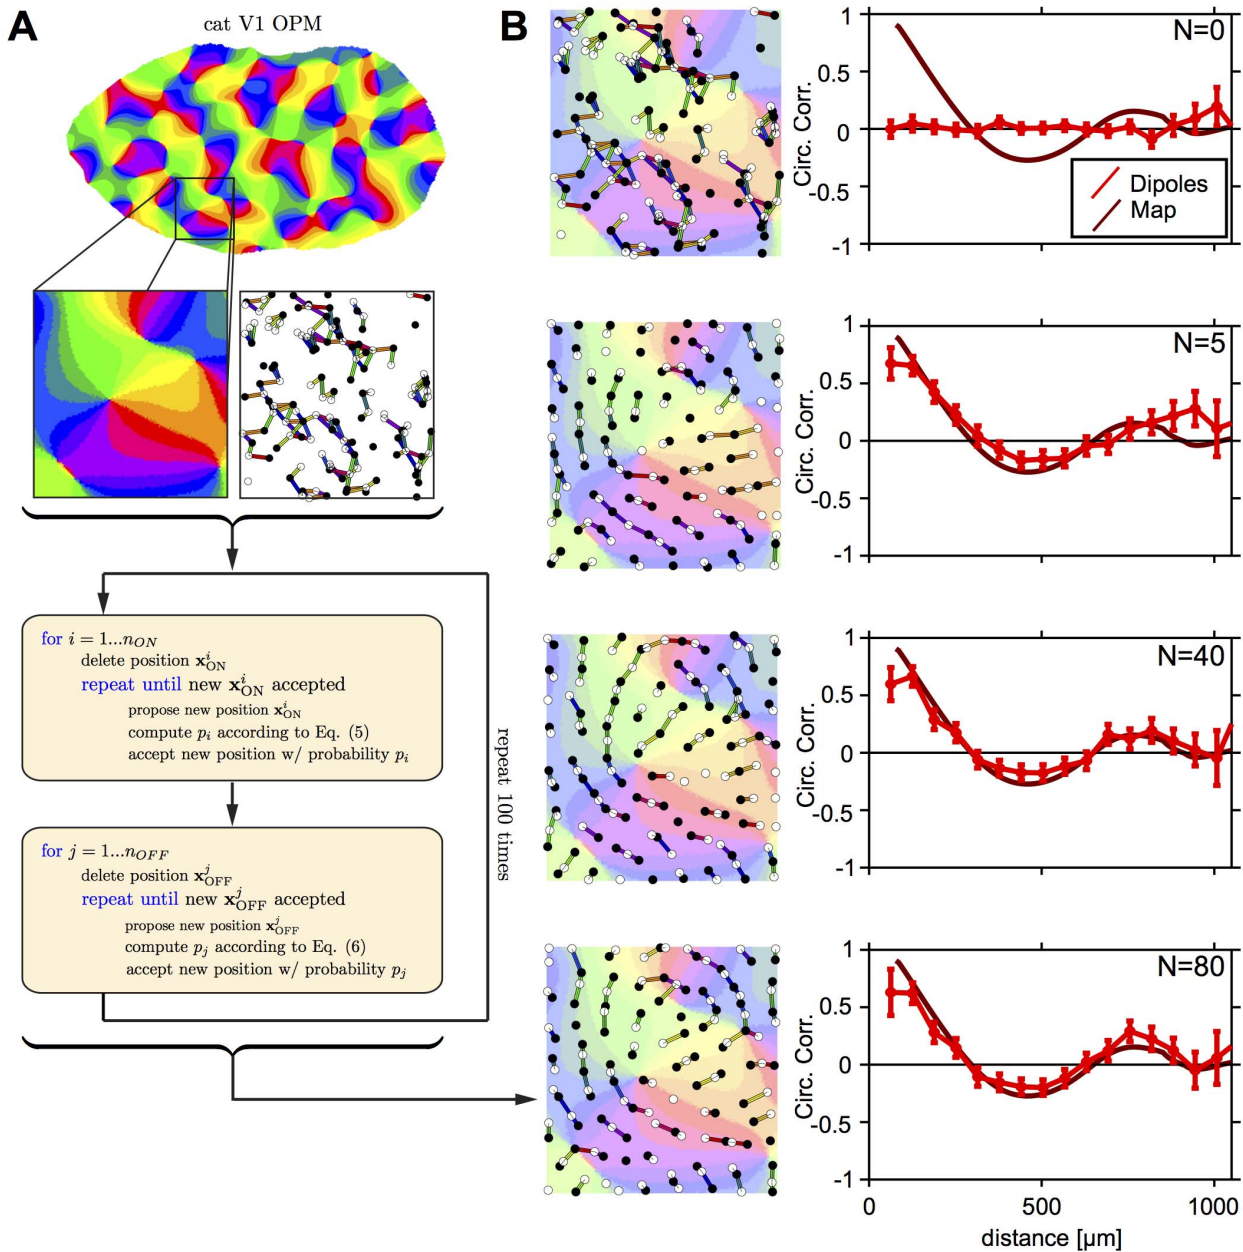 A
cat V1 OPM
for i = 1...n_ON
delete position x^i_ON
repeat until new x^i_ON accepted
propose new position x^i_ON
compute p_i according to Eq. (5)
accept new position w/ probability p_i
for j = 1...n_OFF
delete position x^j_OFF
repeat until new x^j_OFF accepted
propose new position x^j_OFF
compute p_j according to Eq. (6)
accept new position w/ probability p_j
repeat 100 times
B
N=0
1
0.5
0
-0.5
-1
Circ. Corr.
Dipoles
Map
N=5
1
0.5
0
-0.5
-1
Circ. Corr.
N=40
1
0.5
0
-0.5
-1
Circ. Corr.
N=80
1
0.5
0
-0.5
-1
Circ. Corr.
0 500 1000
distance [µm]